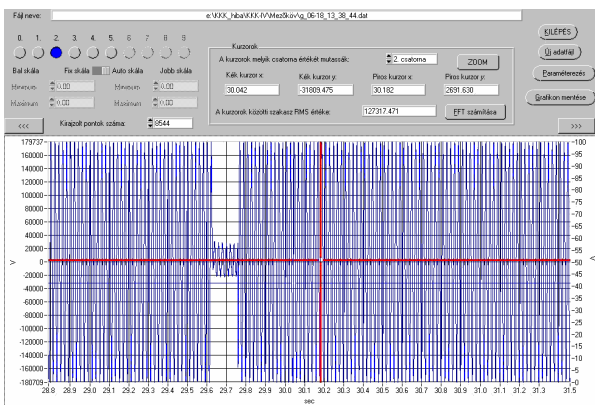 Fájl neve: e:\KKK_hiba\KKK-IV\Mezőköv\g_06-18_13_38_44.dat
0. 1. 2. 3. 4. 5. 6. 7. 8. 9.
Bal skála Fix skála Auto skála Jobb skála
Minimum 0.00 Minimum 0.00
Maximum 0.00 Maximum 0.00
Kurzorok
A kurzorok melyik csatorna értékét mutassák: 2. csatorna ZOOM
Kék kurzor x: Kék kurzor y: Piros kurzor x: Piros kurzor y:
30.042 -31809.475 30.182 2691.630
A kurzorok közötti szakasz RMS értéke: 127317.471 FFT számítása
KILÉPÉS
Új adatfájl
Paraméterezés
Grafikon mentése
<<< Kirajzolt pontok száma: 8544 >>>
179737
160000
140000
120000
100000
80000
60000
40000
20000
0
-20000
-40000
-60000
-80000
-100000
-120000
-140000
-160000
-180709
V
100
95
90
85
80
75
70
65
60
55
50
45
40
35
30
25
20
15
10
5
0
V
28.8 28.9 29.0 29.1 29.2 29.3 29.4 29.5 29.6 29.7 29.8 29.9 30.0 30.1 30.2 30.3 30.4 30.5 30.6 30.7 30.8 30.9 31.0 31.1 31.2 31.3 31.5
sec